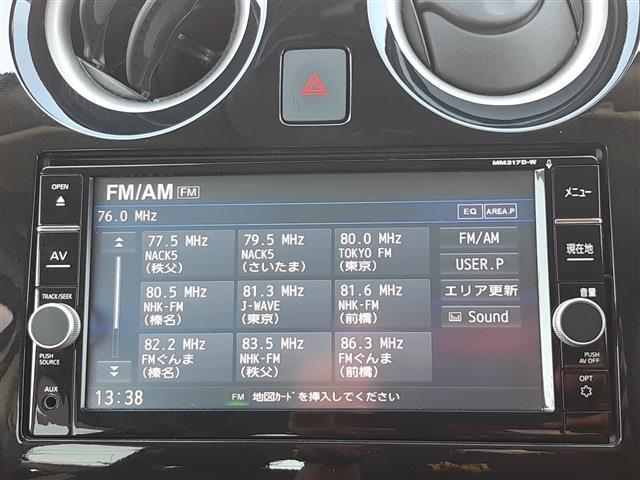 MM317D-W
OPEN
AV
TRACK/SEEK
PUSH
SOURCE
AUX
FM/AM FM
76.0 MHz
EQ AREA.P
77.5 MHz
NACK5
(秩父)
79.5 MHz
NACK5
(さいたま)
80.0 MHz
TOKYO FM
(東京)
FM/AM
USER.P
80.5 MHz
NHK-FM
(榛名)
81.3 MHz
J-WAVE
(東京)
81.6 MHz
NHK-FM
(前橋)
エリア更新
Sound
82.2 MHz
FMぐんま
(榛名)
83.5 MHz
NHK-FM
(秩父)
86.3 MHz
FMぐんま
(前橋)
13:38
FM 地図ｶｰﾄﾞを挿入してください
メニュー
現在地
音量
PUSH
AV OFF
OPT